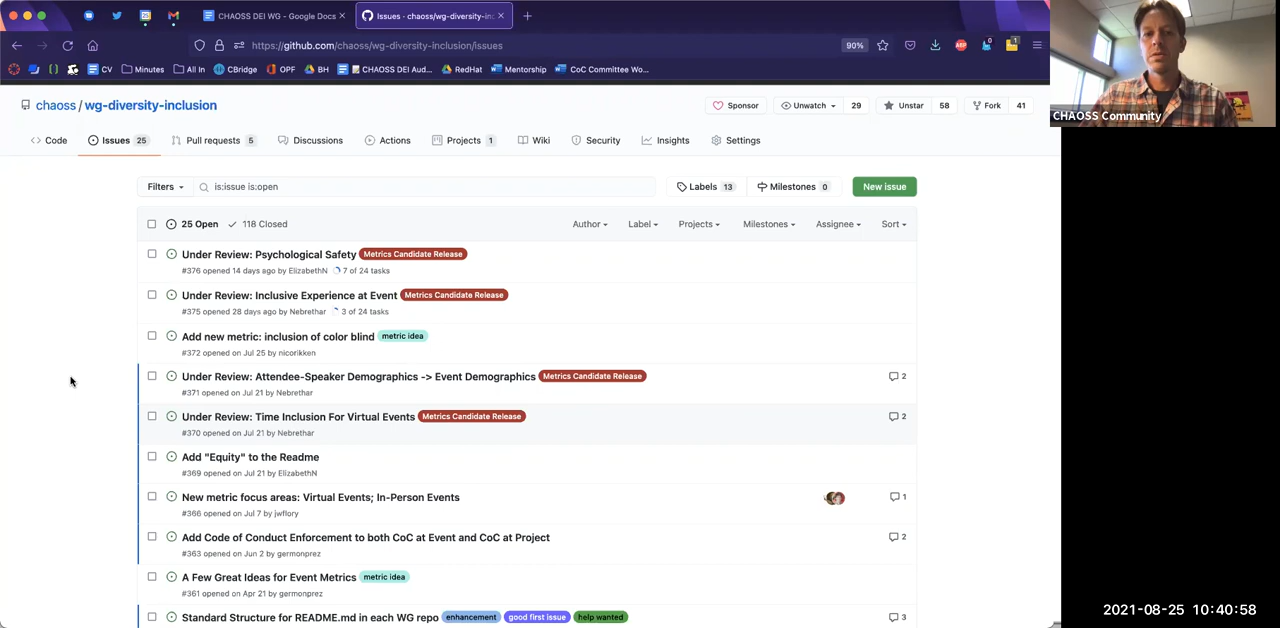 CHAOSS DEI WG - Google Docs
Issues · chaoss/wg-diversity-inc
https://github.com/chaoss/wg-diversity-inclusion/issues
90%
CV
Minutes
All In
CBridge
OPF
BH
CHAOSS DEI Aud...
RedHat
Mentorship
CoC Committee Wo...
CHAOSS Community
chaoss / wg-diversity-inclusion
Sponsor
Unwatch 29
Unstar 58
Fork 41
Code
Issues 25
Pull requests 5
Discussions
Actions
Projects 1
Wiki
Security
Insights
Settings
Filters
is:issue is:open
Labels 13
Milestones 0
New issue
25 Open
118 Closed
Author
Label
Projects
Milestones
Assignee
Sort
Under Review: Psychological Safety Metrics Candidate Release
#376 opened 14 days ago by ElizabethN 7 of 24 tasks
Under Review: Inclusive Experience at Event Metrics Candidate Release
#375 opened 28 days ago by Nebrethar 3 of 24 tasks
Add new metric: inclusion of color blind metric idea
#372 opened on Jul 25 by nicorikken
Under Review: Attendee-Speaker Demographics -> Event Demographics Metrics Candidate Release 2
#371 opened on Jul 21 by Nebrethar
Under Review: Time Inclusion For Virtual Events Metrics Candidate Release 2
#370 opened on Jul 21 by Nebrethar
Add "Equity" to the Readme
#369 opened on Jul 21 by ElizabethN
New metric focus areas: Virtual Events; In-Person Events 1
#366 opened on Jul 7 by jwflory
Add Code of Conduct Enforcement to both CoC at Event and CoC at Project 2
#363 opened on Jun 2 by germonprez
A Few Great Ideas for Event Metrics metric idea
#361 opened on Apr 21 by germonprez
Standard Structure for README.md in each WG repo enhancement good first issue help wanted 3
2021-08-25 10:40:58